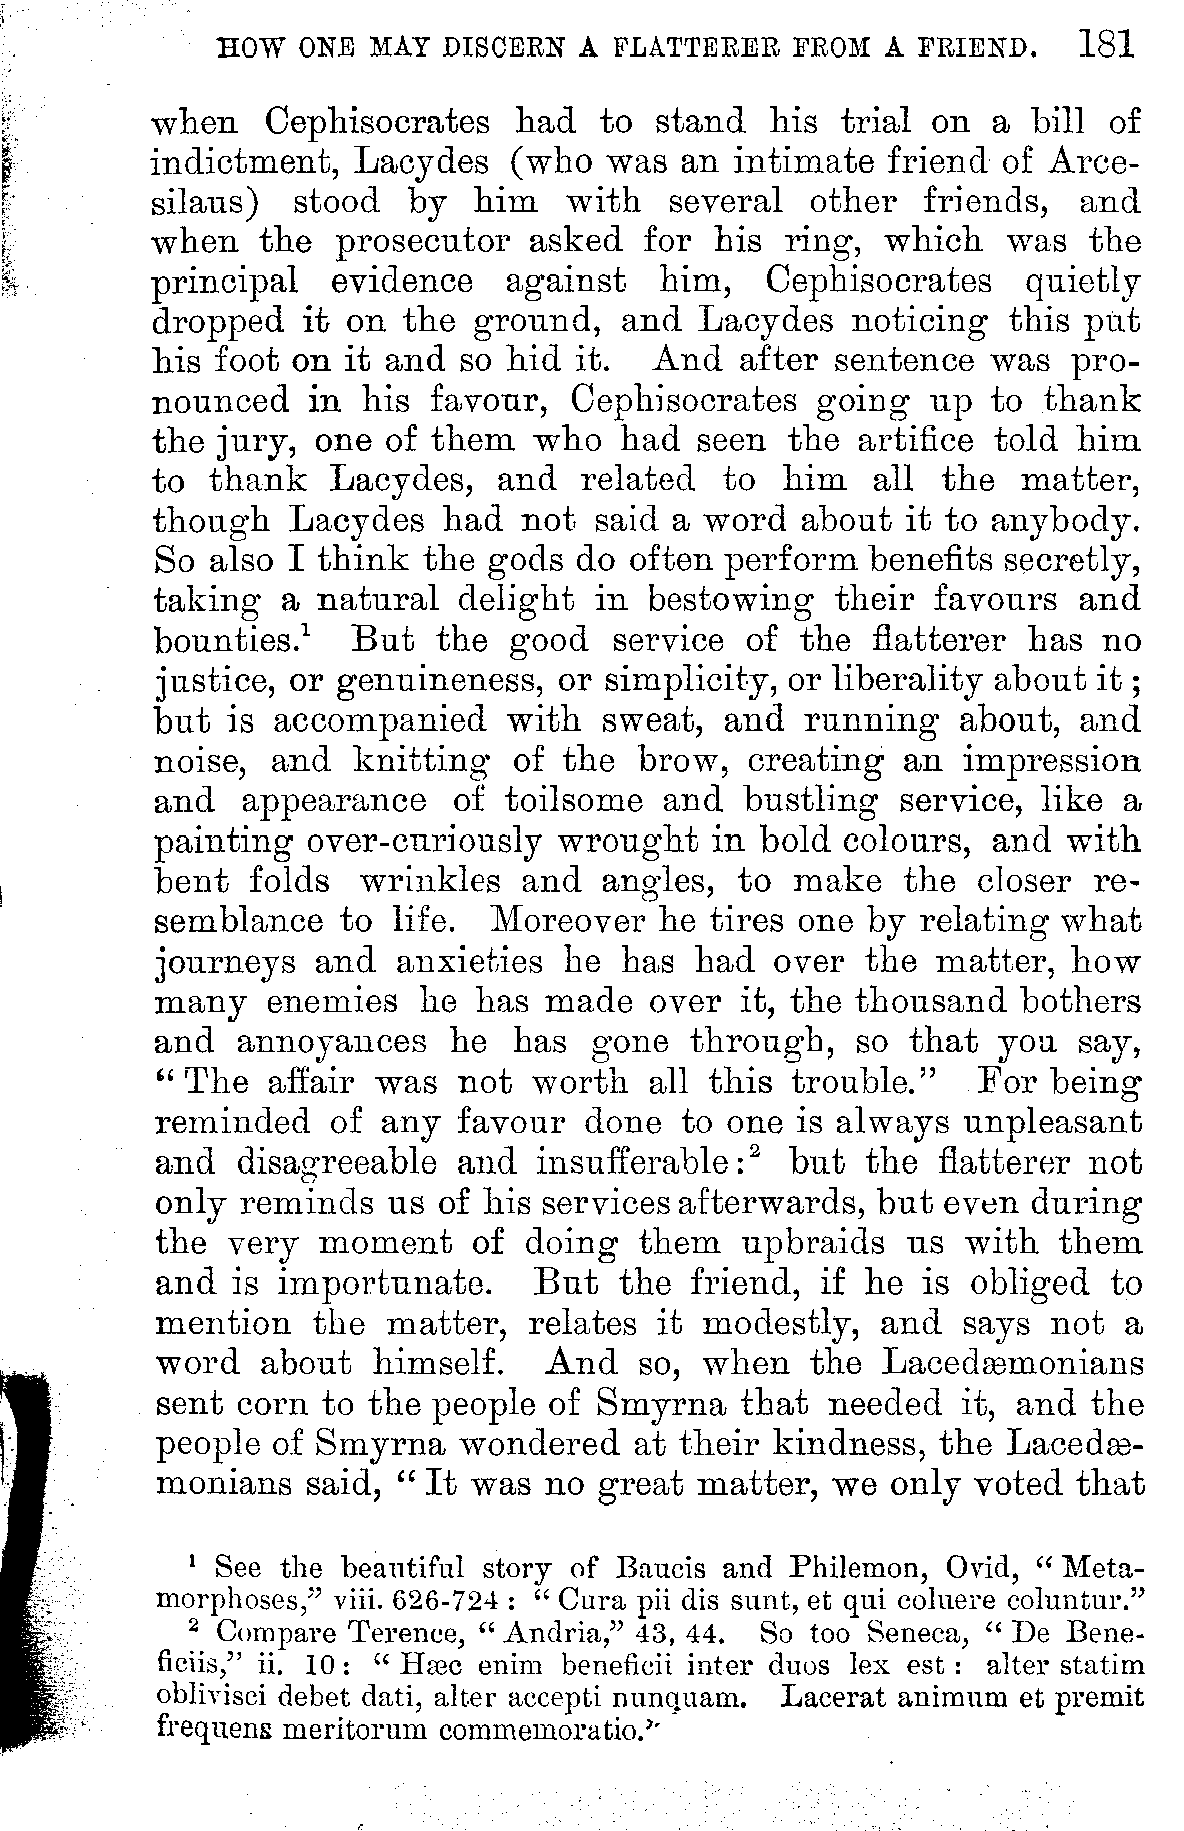 HOW ONE MAY DISCERN A FLATTERER FROM A FRIEND. 181
when Cephisocrates had to stand his trial on a bill of
indictment, Lacydes (who was an intimate friend of Arce-
silaus) stood by him with several other friends, and
when the prosecutor asked for his ring, which was the
principal evidence against him, Cephisocrates quietly
dropped it on the ground, and Lacydes noticing this put
his foot on it and so hid it. And after sentence was pro-
nounced in his favour, Cephisocrates going up to thank
the jury, one of them who had seen the artifice told him
to thank Lacydes, and related to him all the matter,
though Lacydes had not said a word about it to anybody.
So also I think the gods do often perform benefits secretly,
taking a natural delight in bestowing their favours and
bounties.¹ But the good service of the flatterer has no
justice, or genuineness, or simplicity, or liberality about it;
but is accompanied with sweat, and running about, and
noise, and knitting of the brow, creating an impression
and appearance of toilsome and bustling service, like a
painting over-curiously wrought in bold colours, and with
bent folds wrinkles and angles, to make the closer re-
semblance to life. Moreover he tires one by relating what
journeys and anxieties he has had over the matter, how
many enemies he has made over it, the thousand bothers
and annoyances he has gone through, so that you say,
“The affair was not worth all this trouble.” For being
reminded of any favour done to one is always unpleasant
and disagreeable and insufferable:² but the flatterer not
only reminds us of his services afterwards, but even during
the very moment of doing them upbraids us with them
and is importunate. But the friend, if he is obliged to
mention the matter, relates it modestly, and says not a
word about himself. And so, when the Lacedæmonians
sent corn to the people of Smyrna that needed it, and the
people of Smyrna wondered at their kindness, the Lacedæ-
monians said, “It was no great matter, we only voted that
¹ See the beautiful story of Baucis and Philemon, Ovid, “Meta-
morphoses,” viii. 626-724: “Cura pii dis sunt, et qui coluere coluntur.”
² Compare Terence, “Andria,” 43, 44. So too Seneca, “De Bene-
ficiis,” ii. 10: “Hæc enim beneficii inter duos lex est: alter statim
oblivisci debet dati, alter accepti nunquam. Lacerat animum et premit
frequens meritorum commemoratio.”